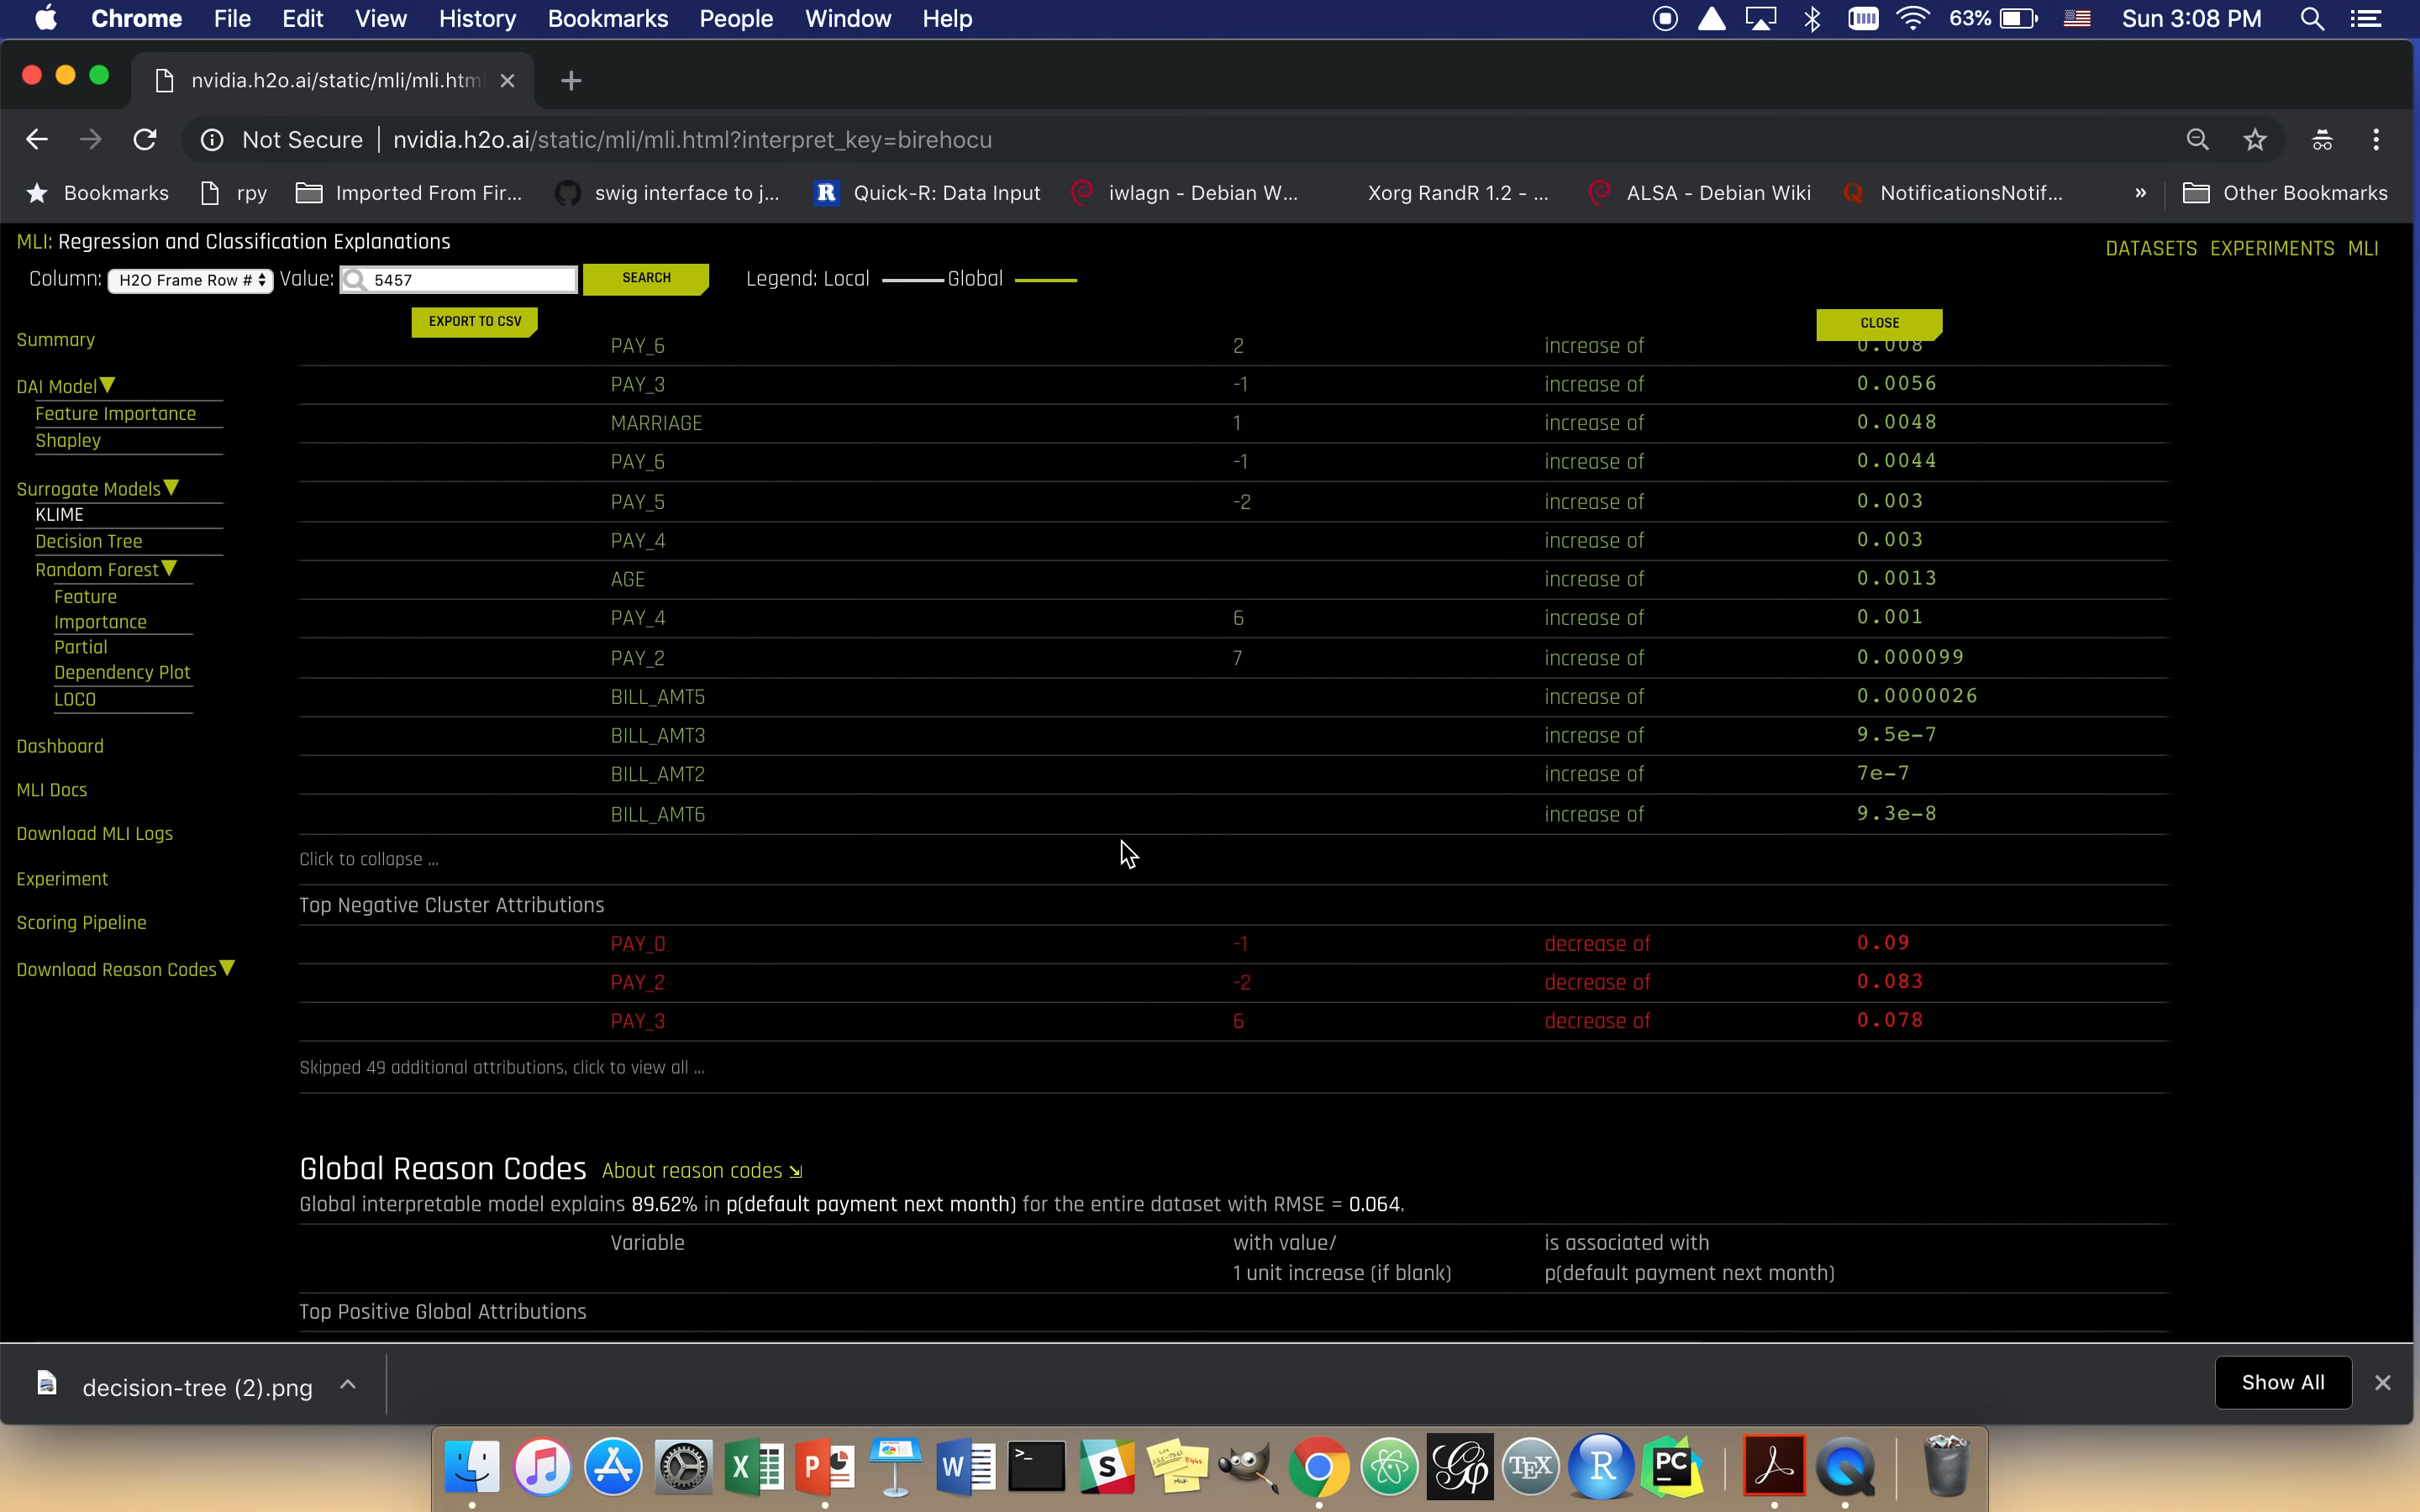 Chrome File Edit View History Bookmarks People Window Help 63% Sun 3:08 PM
nvidia.h2o.ai/static/mli/mli.htm
Not Secure nvidia.h2o.ai/static/mli/mli.html?interpret_key=birehocu
Bookmarks rpy Imported From Fir... swig interface to j... R Quick-R: Data Input iwlagn - Debian W... Xorg RandR 1.2 - ... ALSA - Debian Wiki NotificationsNotif... » Other Bookmarks
MLI: Regression and Classification Explanations
DATASETS EXPERIMENTS MLI
Column: H2O Frame Row # Value: 5457 SEARCH Legend: Local Global
EXPORT TO CSV CLOSE
Summary
DAI Model
Feature Importance
Shapley
Surrogate Models
KLIME
Decision Tree
Random Forest
Feature
Importance
Partial
Dependency Plot
LOCO
Dashboard
MLI Docs
Download MLI Logs
Experiment
Scoring Pipeline
Download Reason Codes
PAY_6 2 increase of 0.008
PAY_3 -1 increase of 0.0056
MARRIAGE 1 increase of 0.0048
PAY_6 -1 increase of 0.0044
PAY_5 -2 increase of 0.003
PAY_4 increase of 0.003
AGE increase of 0.0013
PAY_4 6 increase of 0.001
PAY_2 7 increase of 0.000099
BILL_AMT5 increase of 0.0000026
BILL_AMT3 increase of 9.5e-7
BILL_AMT2 increase of 7e-7
BILL_AMT6 increase of 9.3e-8
Click to collapse ...
Top Negative Cluster Attributions
PAY_0 -1 decrease of 0.09
PAY_2 -2 decrease of 0.083
PAY_3 6 decrease of 0.078
Skipped 49 additional attributions, click to view all ...
Global Reason Codes About reason codes
Global interpretable model explains 89.62% in p(default payment next month) for the entire dataset with RMSE = 0.064.
Variable with value/ is associated with
1 unit increase (if blank) p(default payment next month)
Top Positive Global Attributions
decision-tree (2).png Show All
X P W >_ S TEX R PC